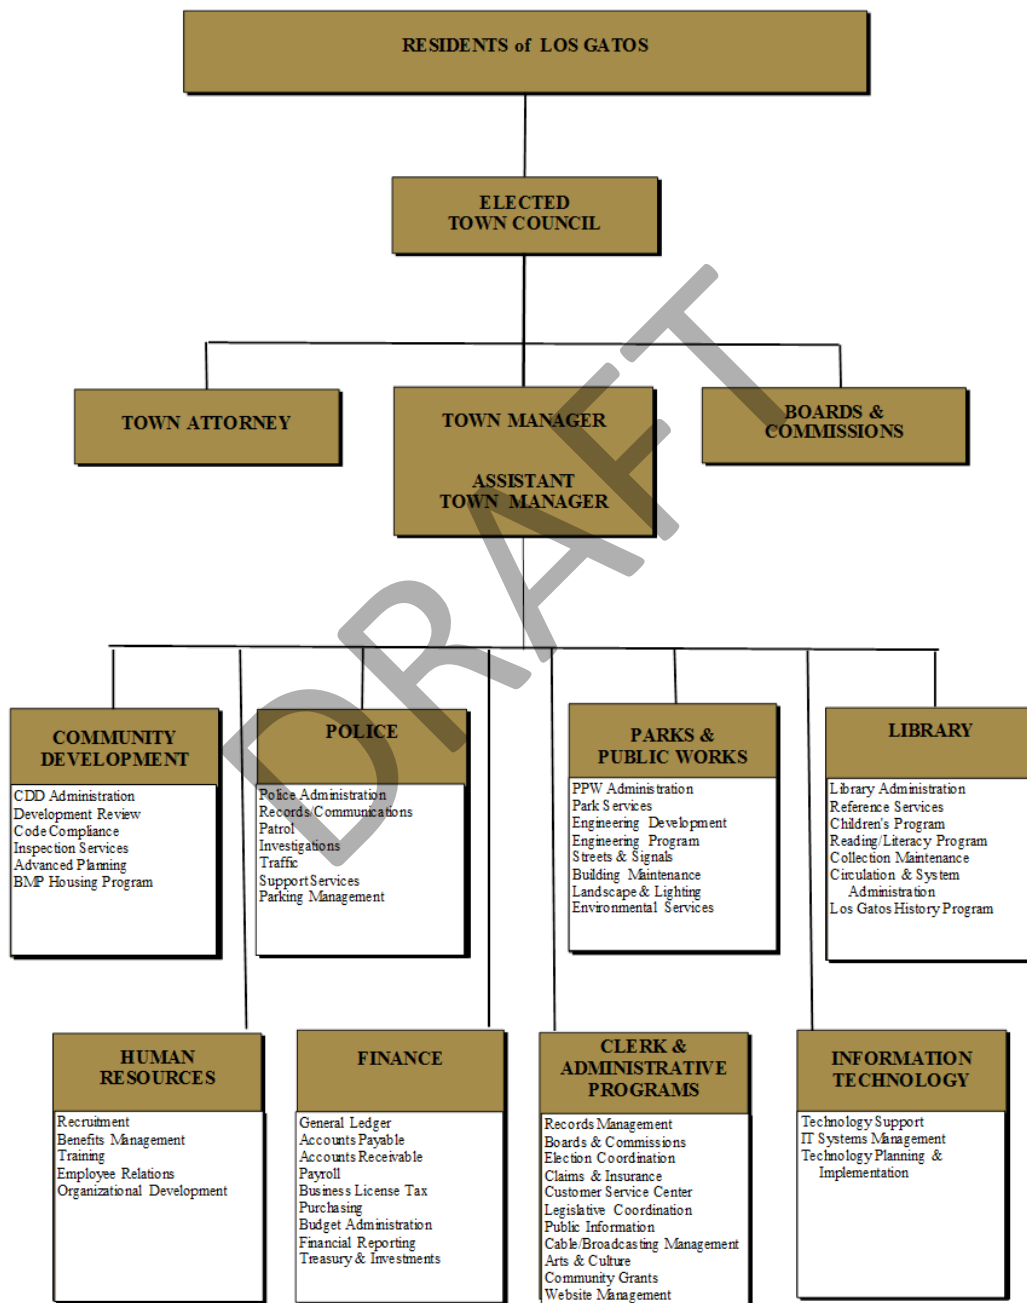 RESIDENTS of LOS GATOS
ELECTED
TOWN COUNCIL
TOWN ATTORNEY
TOWN MANAGER
ASSISTANT
TOWN MANAGER
BOARDS &
COMMISSIONS
DRAFT
COMMUNITY
DEVELOPMENT
CDD Administration
Development Review
Code Compliance
Inspection Services
Advanced Planning
BMP Housing Program
POLICE
Police Administration
Records/Communications
Patrol
Investigations
Traffic
Support Services
Parking Management
PARKS &
PUBLIC WORKS
PPW Administration
Park Services
Engineering Development
Engineering Program
Streets & Signals
Building Maintenance
Landscape & Lighting
Environmental Services
LIBRARY
Library Administration
Reference Services
Children's Program
Reading/Literacy Program
Collection Maintenance
Circulation & System
Administration
Los Gatos History Program
HUMAN
RESOURCES
Recruitment
Benefits Management
Training
Employee Relations
Organizational Development
FINANCE
General Ledger
Accounts Payable
Accounts Receivable
Payroll
Business License Tax
Purchasing
Budget Administration
Financial Reporting
Treasury & Investments
CLERK &
ADMINISTRATIVE
PROGRAMS
Records Management
Boards & Commissions
Election Coordination
Claims & Insurance
Customer Service Center
Legislative Coordination
Public Information
Cable/Broadcasting Management
Arts & Culture
Community Grants
Website Management
INFORMATION
TECHNOLOGY
Technology Support
IT Systems Management
Technology Planning &
Implementation